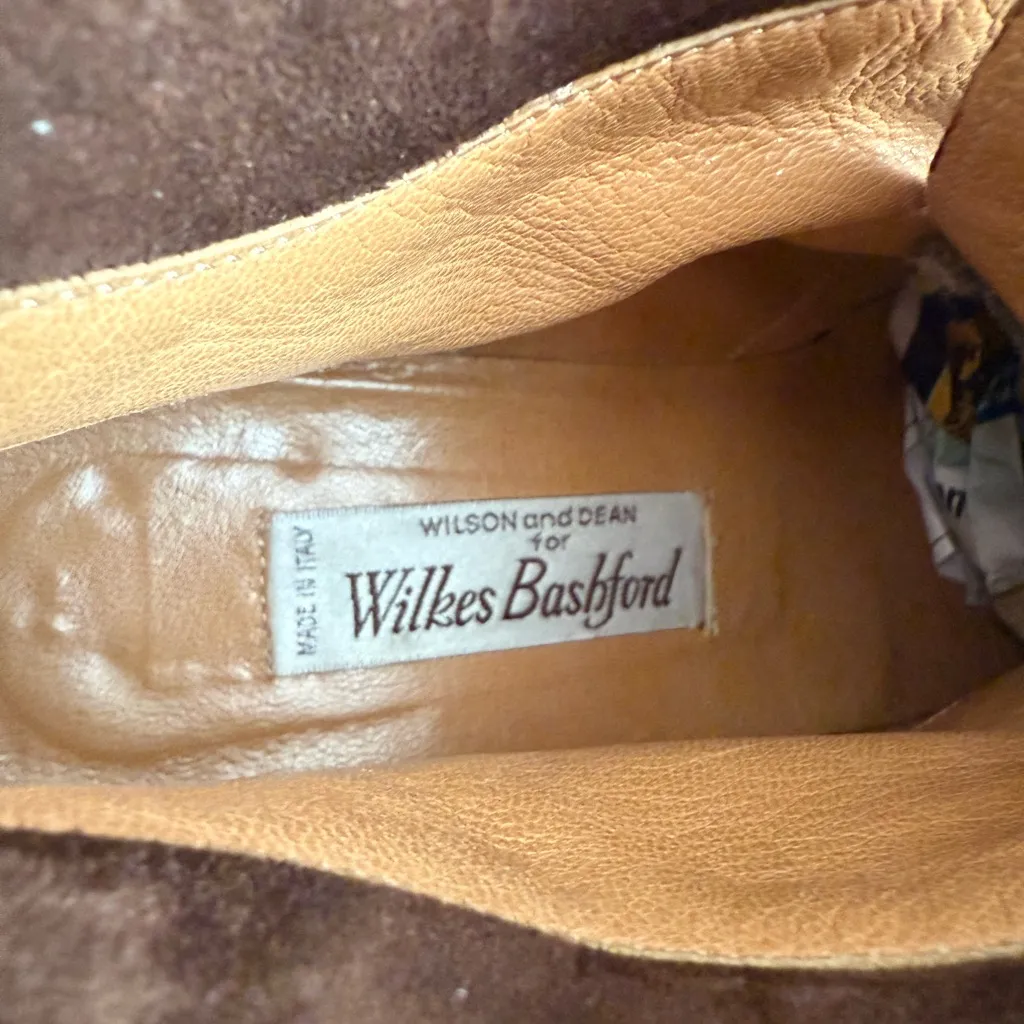 WILSON and DEAN
for
Wilkes Bashford
MADE IN ITALY